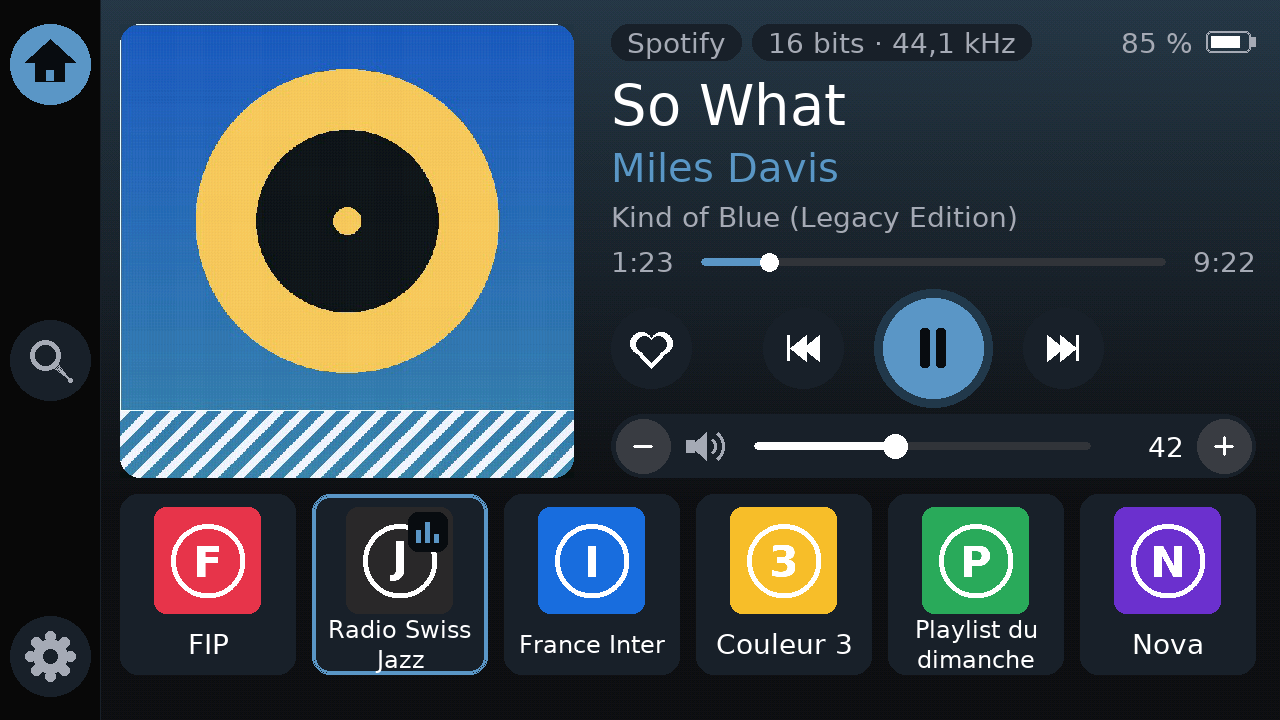 Spotify
16 bits · 44,1 kHz
85 %
So What
Miles Davis
Kind of Blue (Legacy Edition)
1:23
9:22
42
F
J
I
3
P
N
FIP
Radio Swiss
Jazz
France Inter
Couleur 3
Playlist du
dimanche
Nova